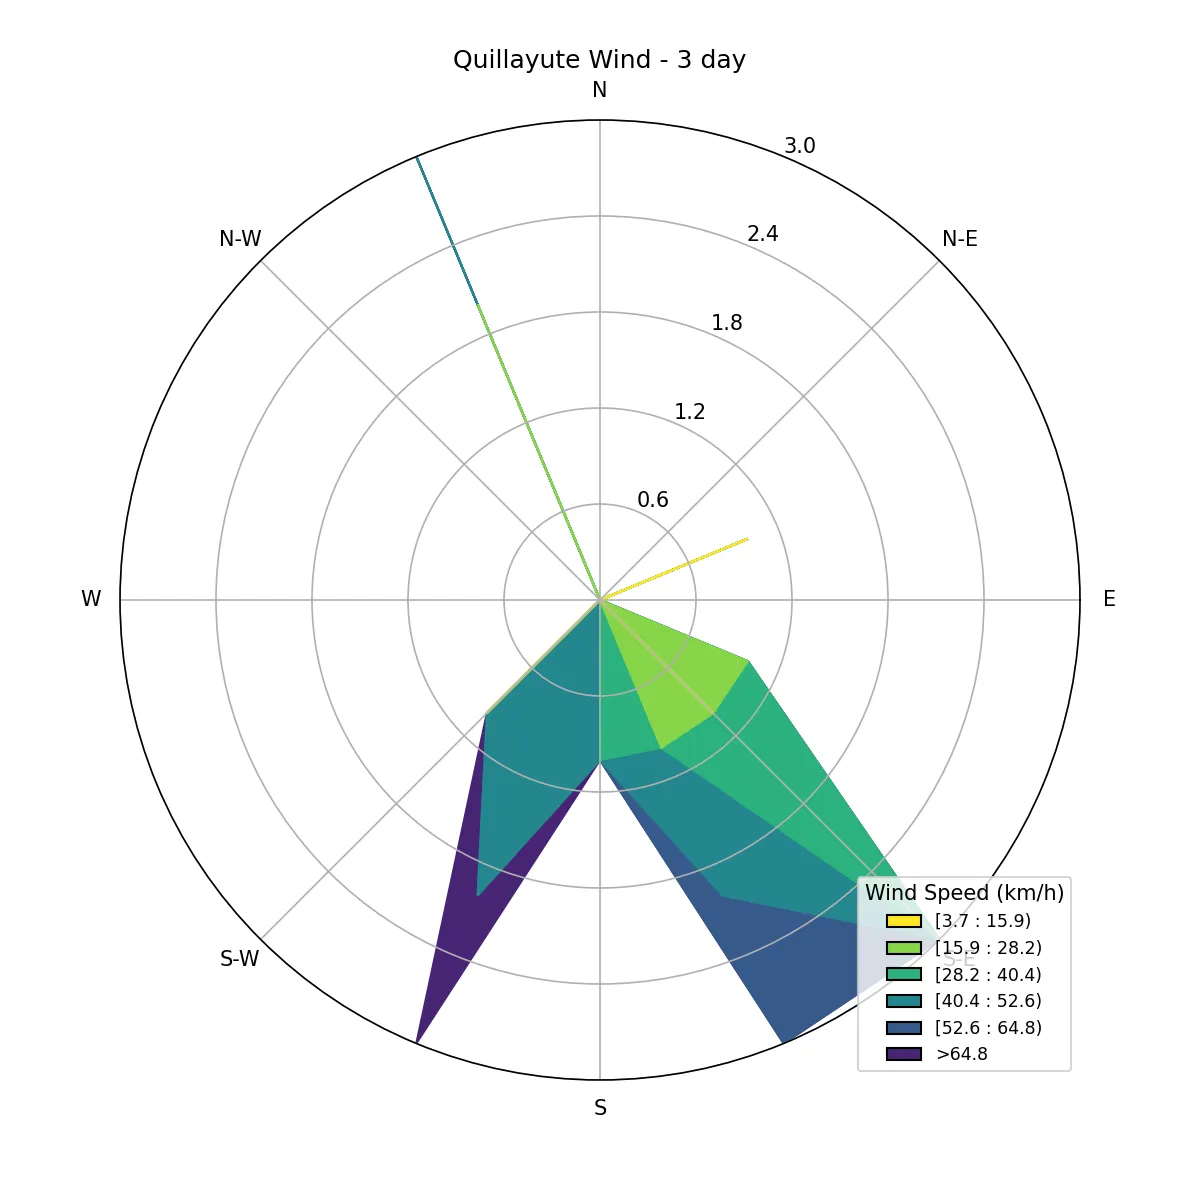 Quillayute Wind - 3 day
N
3.0
N-W
2.4
N-E
1.8
1.2
0.6
W
E
Wind Speed (km/h)
[3.7 : 15.9)
[15.9 : 28.2)
S-W
S-E
[28.2 : 40.4)
[40.4 : 52.6)
[52.6 : 64.8)
>64.8
S